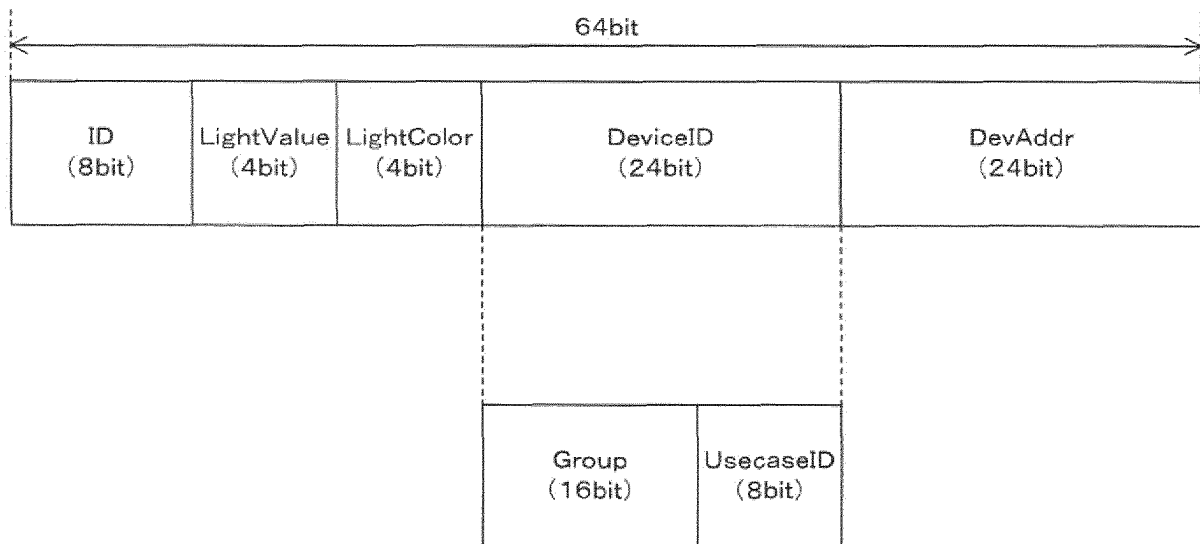 64bit
ID
(8bit)
LightValue
(4bit)
LightColor
(4bit)
DeviceID
(24bit)
DevAddr
(24bit)
Group
(16bit)
UsecaseID
(8bit)